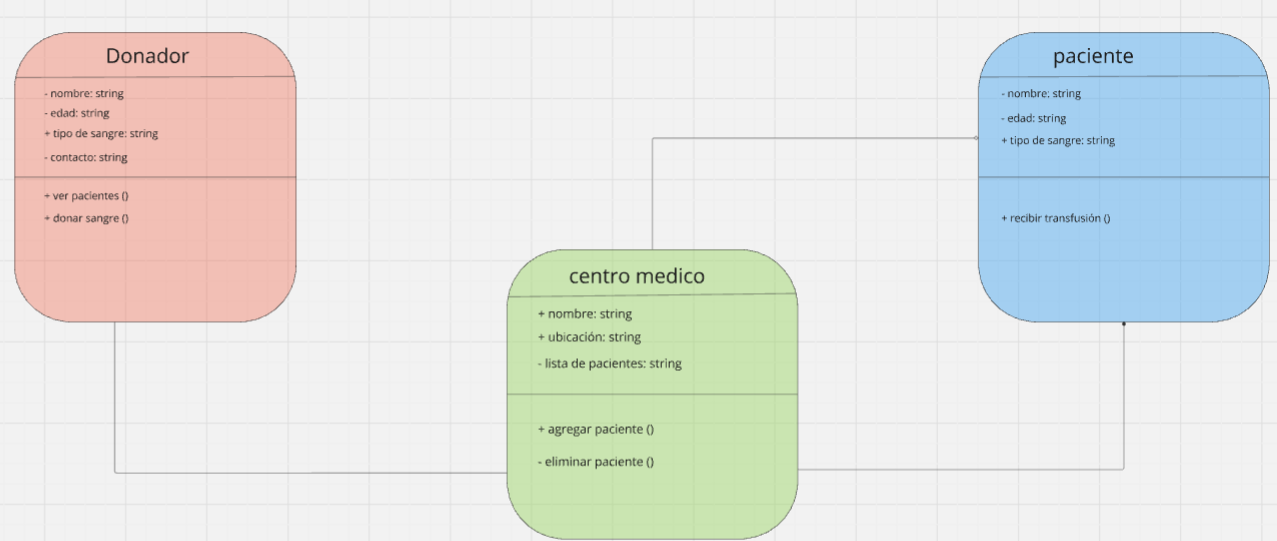 Donador
- nombre: string
- edad: string
+ tipo de sangre: string
- contacto: string
+ ver pacientes ()
+ donar sangre ()
paciente
- nombre: string
- edad: string
+ tipo de sangre: string
+ recibir transfusión ()
centro medico
+ nombre: string
+ ubicación: string
- lista de pacientes: string
+ agregar paciente ()
- eliminar paciente ()